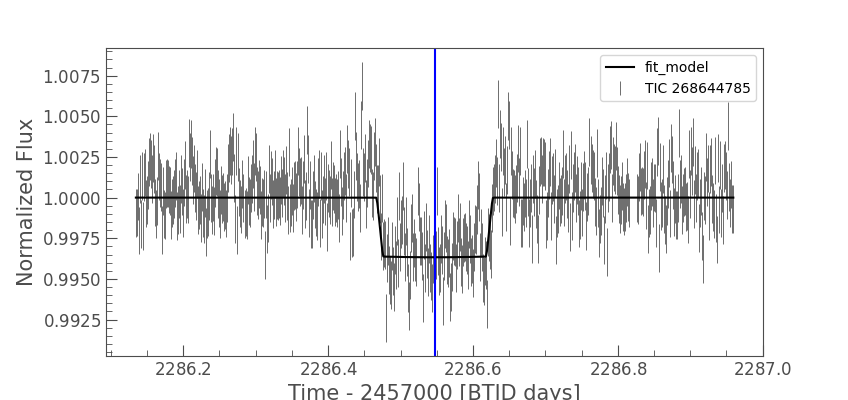 fit_model
TIC 268644785
1.0075
1.0050
1.0025
1.0000
0.9975
0.9950
0.9925
Normalized Flux
2286.2 2286.4 2286.6 2286.8 2287.0
Time - 2457000 [BTJD days]